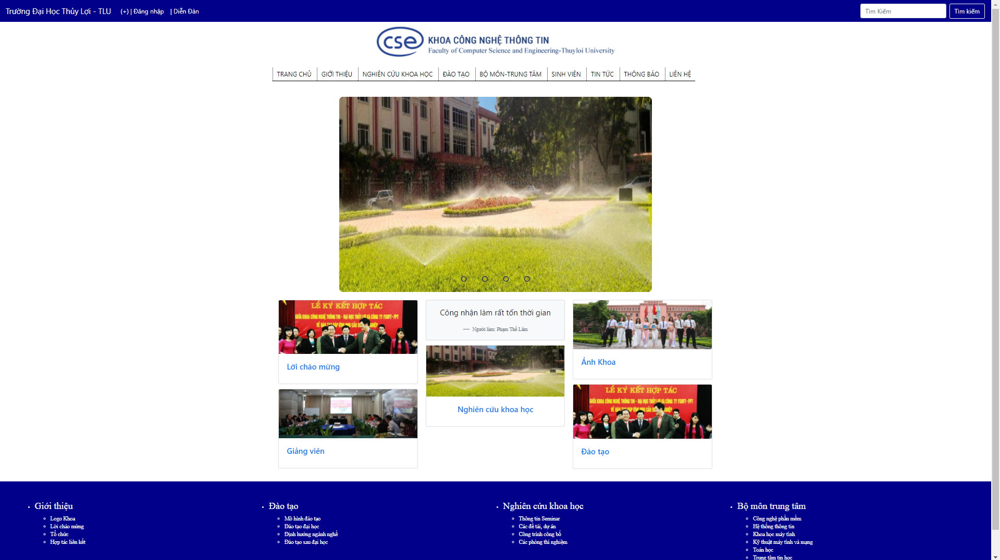 Trường Đại Học Thủy Lợi - TLU (+) | Đăng nhập | Diễn Đàn Tìm Kiếm Tìm kiếm
cse KHOA CÔNG NGHỆ THÔNG TIN
Faculty of Computer Science and Engineering-Thuyloi University
TRANG CHỦ GIỚI THIỆU NGHIÊN CỨU KHOA HỌC ĐÀO TẠO BỘ MÔN-TRUNG TÂM SINH VIÊN TIN TỨC THÔNG BÁO LIÊN HỆ
LỄ KÝ KẾT HỢP TÁC
GIỮA KHOA CÔNG NGHỆ THÔNG TIN - ĐẠI HỌC THỦY LỢI VÀ CÔNG TY FSOFT - FPT
VỀ ĐÀO TẠO ĐÁP ỨNG NHU CẦU
Lời chào mừng
Giảng viên
Công nhận làm rất tốn thời gian
— Người làm: Phạm Thế Lâm
Nghiên cứu khoa học
Ảnh Khoa
LỄ KÝ KẾT HỢP TÁC
GIỮA KHOA CÔNG NGHỆ THÔNG TIN - ĐẠI HỌC THỦY LỢI VÀ CÔNG TY FSOFT - FPT
VỀ ĐÀO TẠO ĐÁP ỨNG NHU CẦU
Đào tạo
Giới thiệu
Logo Khoa
Lời chào mừng
Tổ chức
Hợp tác liên kết
Đào tạo
Mô hình đào tạo
Đào tạo đại học
Định hướng ngành nghề
Đào tạo sau đại học
Nghiên cứu khoa học
Thông tin Seminar
Các đề tài, dự án
Công trình công bố
Các phòng thí nghiệm
Bộ môn trung tâm
Công nghệ phần mềm
Hệ thống thông tin
Khoa học máy tính
Kỹ thuật máy tính và mạng
Toán học
Trung tâm tin học